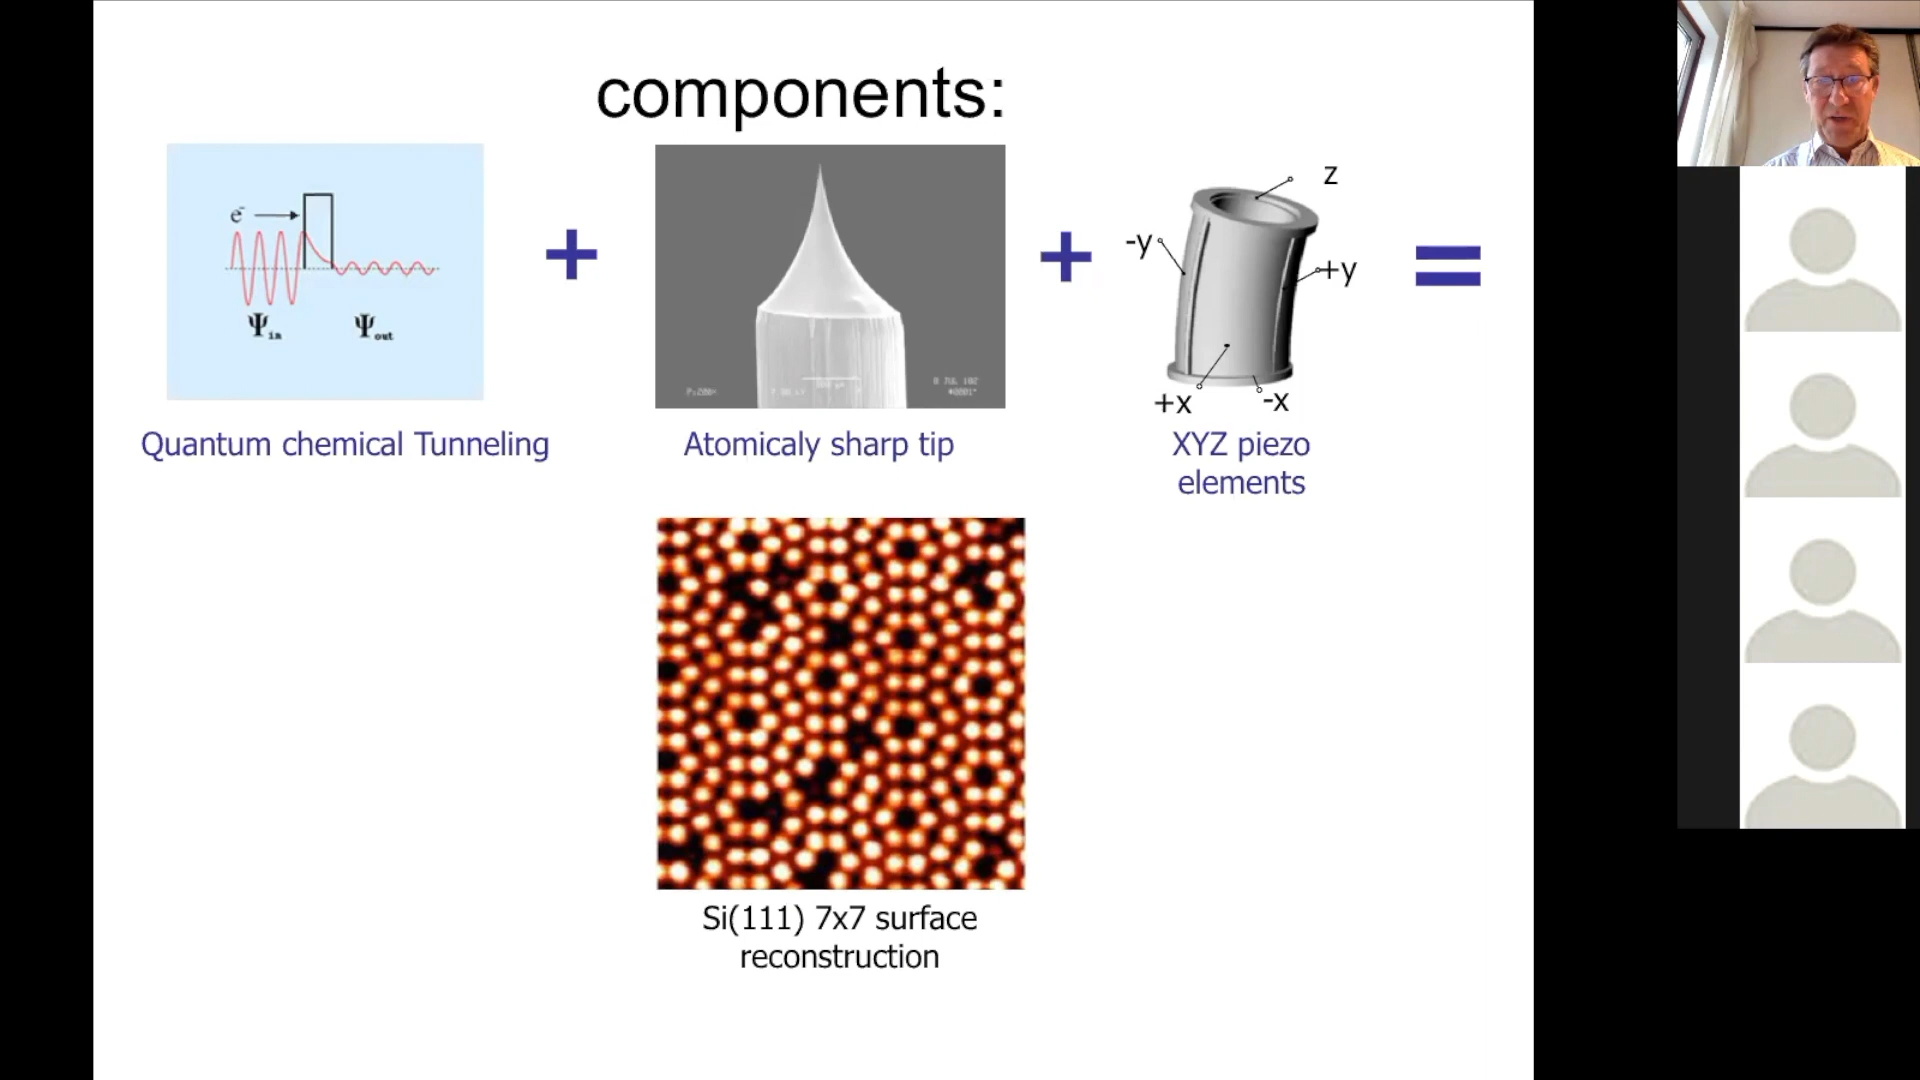 components:
e⁻
Ψin
Ψout
+
+
z
-y
+y
+x
-x
=
Quantum chemical Tunneling
Atomicaly sharp tip
XYZ piezo
elements
Si(111) 7x7 surface
reconstruction